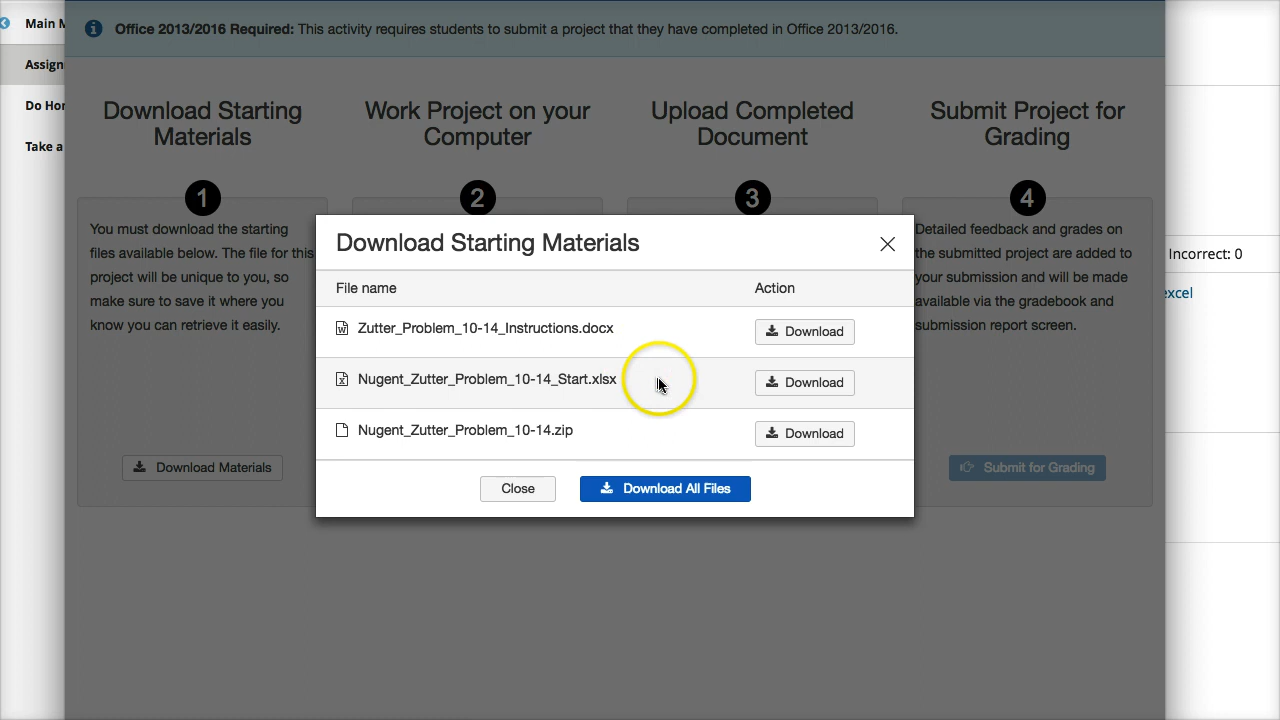 Main M
Assign
Do Hor
Take a
Office 2013/2016 Required: This activity requires students to submit a project that they have completed in Office 2013/2016.
Download Starting
Materials
1
You must download the starting
files available below. The file for this
project will be unique to you, so
make sure to save it where you
know you can retrieve it easily.
Download Materials
Work Project on your
Computer
2
Upload Completed
Document
3
Submit Project for
Grading
4
Detailed feedback and grades on
the submitted project are added to
your submission and will be made
available via the gradebook and
submission report screen.
Submit for Grading
Download Starting Materials
File name Action
Zutter_Problem_10-14_Instructions.docx Download
Nugent_Zutter_Problem_10-14_Start.xlsx Download
Nugent_Zutter_Problem_10-14.zip Download
Close Download All Files
Incorrect: 0
excel